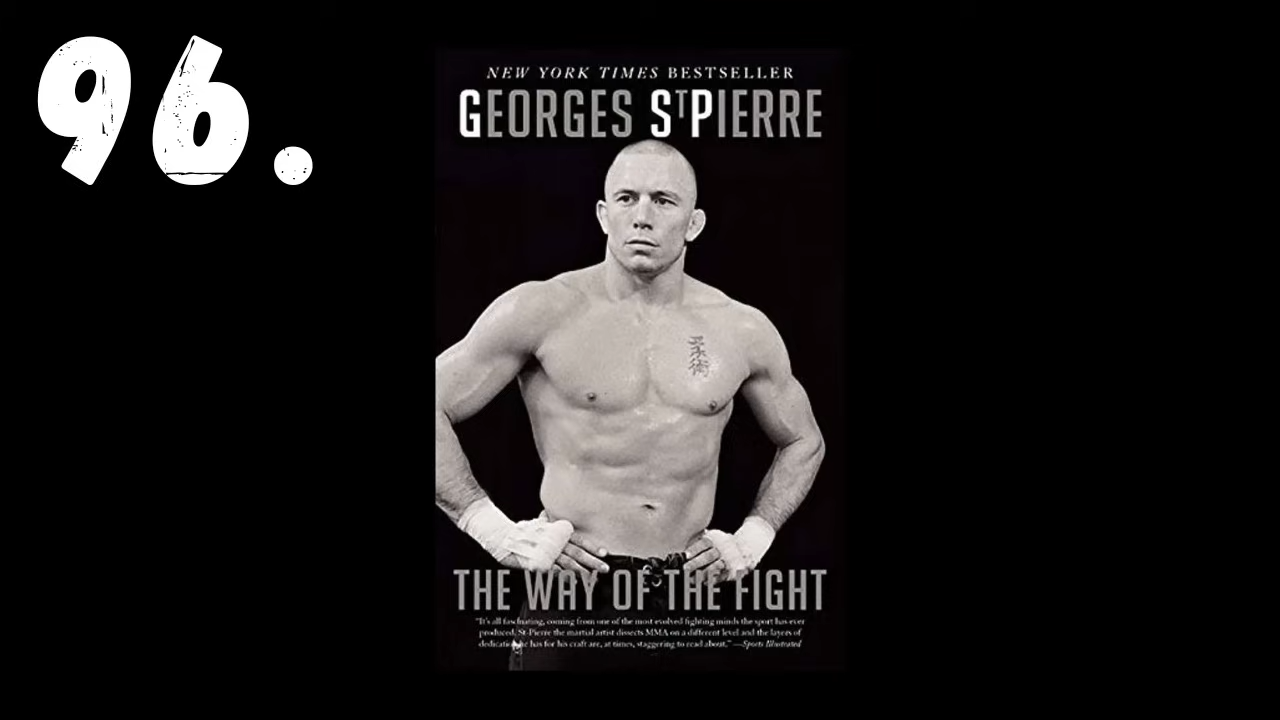 96.
NEW YORK TIMES BESTSELLER
GEORGES STPIERRE
柔術
THE WAY OF THE FIGHT
"It's all fascinating, coming from one of the most evolved fighting minds the sport has ever
produced. St-Pierre the martial artist dissects MMA on a different level and the layers of
dedication he has for his craft are, at times, staggering to read about." —Sports Illustrated